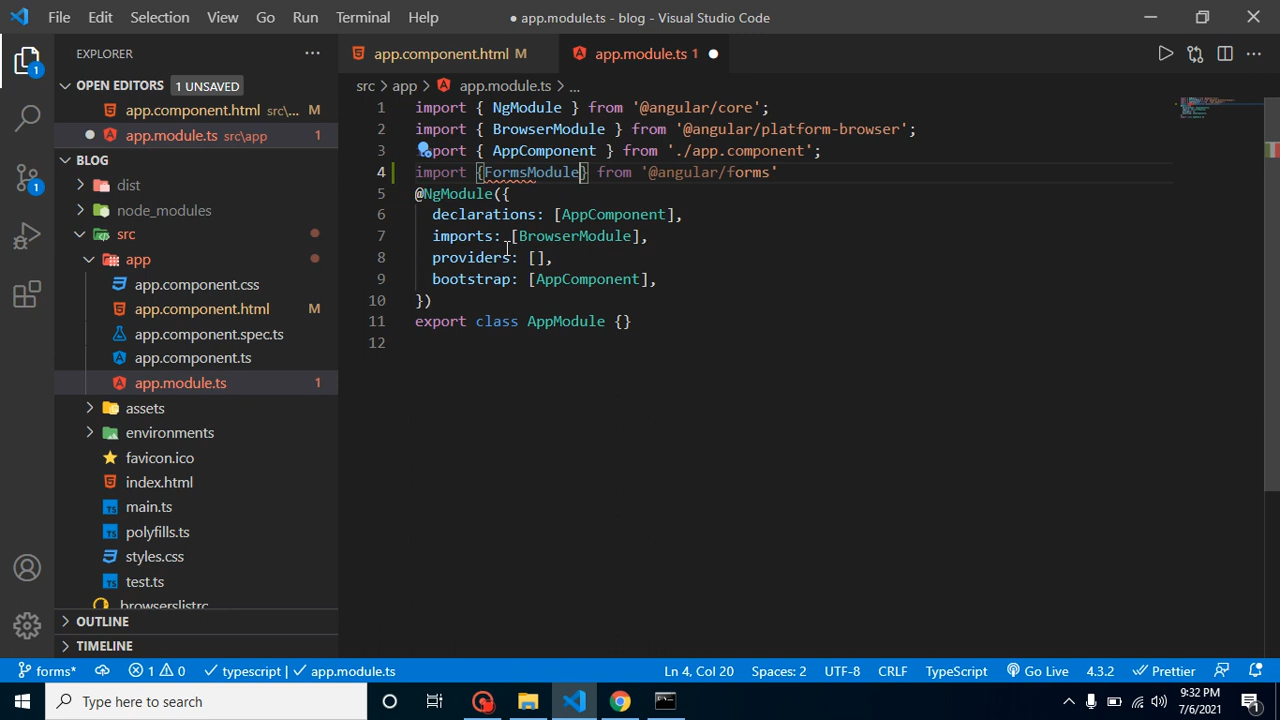 File Edit Selection View Go Run Terminal Help ● app.module.ts - blog - Visual Studio Code
EXPLORER
app.component.html M app.module.ts 1
OPEN EDITORS 1 UNSAVED
src app app.module.ts ...
app.component.html src\... M
app.module.ts src\app 1
BLOG
dist
node_modules
src
app
app.component.css
app.component.html M
app.component.spec.ts
app.component.ts
app.module.ts 1
assets
environments
favicon.ico
index.html
main.ts
polyfills.ts
styles.css
test.ts
.browserslistrc
OUTLINE
TIMELINE
1 import { NgModule } from '@angular/core';
2 import { BrowserModule } from '@angular/platform-browser';
3 port { AppComponent } from './app.component';
4 import {FormsModule} from '@angular/forms'
5 @NgModule({
6 declarations: [AppComponent],
7 imports: [BrowserModule],
8 providers: [],
9 bootstrap: [AppComponent],
10 })
11 export class AppModule {}
12
1
1
forms* 1 0 typescript | app.module.ts Ln 4, Col 20 Spaces: 2 UTF-8 CRLF TypeScript Go Live 4.3.2 Prettier
Type here to search
9:32 PM
7/6/2021
1